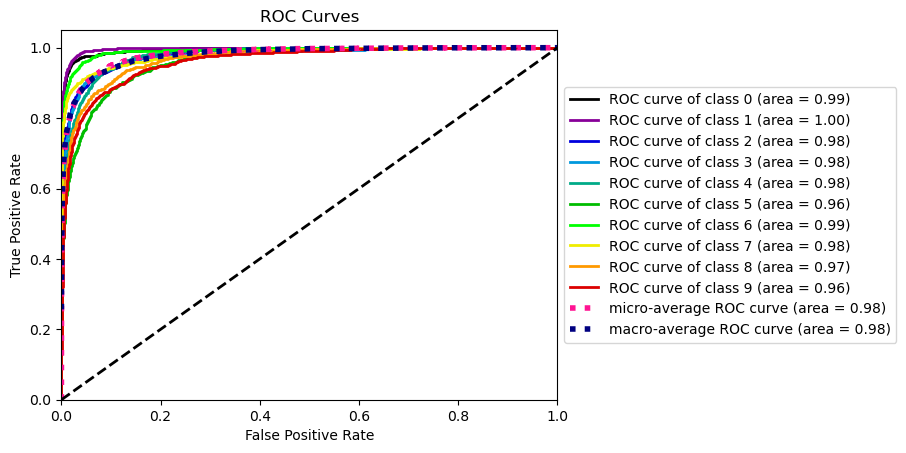 ROC Curves
True Positive Rate
1.0
0.8
0.6
0.4
0.2
0.0
0.0 0.2 0.4 0.6 0.8 1.0
False Positive Rate
ROC curve of class 0 (area = 0.99)
ROC curve of class 1 (area = 1.00)
ROC curve of class 2 (area = 0.98)
ROC curve of class 3 (area = 0.98)
ROC curve of class 4 (area = 0.98)
ROC curve of class 5 (area = 0.96)
ROC curve of class 6 (area = 0.99)
ROC curve of class 7 (area = 0.98)
ROC curve of class 8 (area = 0.97)
ROC curve of class 9 (area = 0.96)
micro-average ROC curve (area = 0.98)
macro-average ROC curve (area = 0.98)